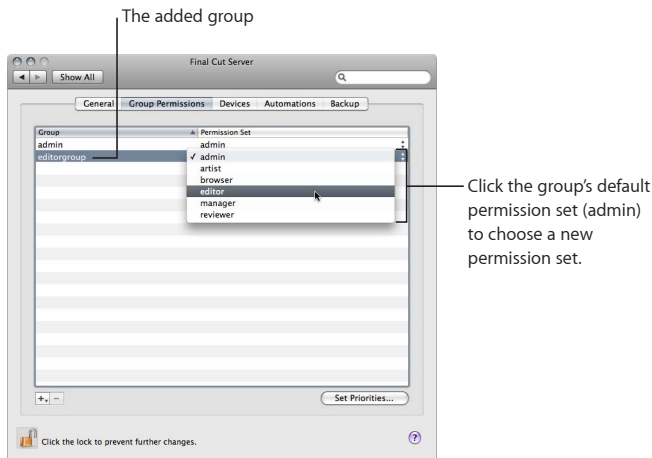 The added group
Final Cut Server
Show All
General Group Permissions Devices Automations Backup
Group Permission Set
admin admin
editorgroup ✓ admin
artist
browser
editor
manager
reviewer
Click the group's default
permission set (admin)
to choose a new
permission set.
+ −
Set Priorities...
Click the lock to prevent further changes.
?